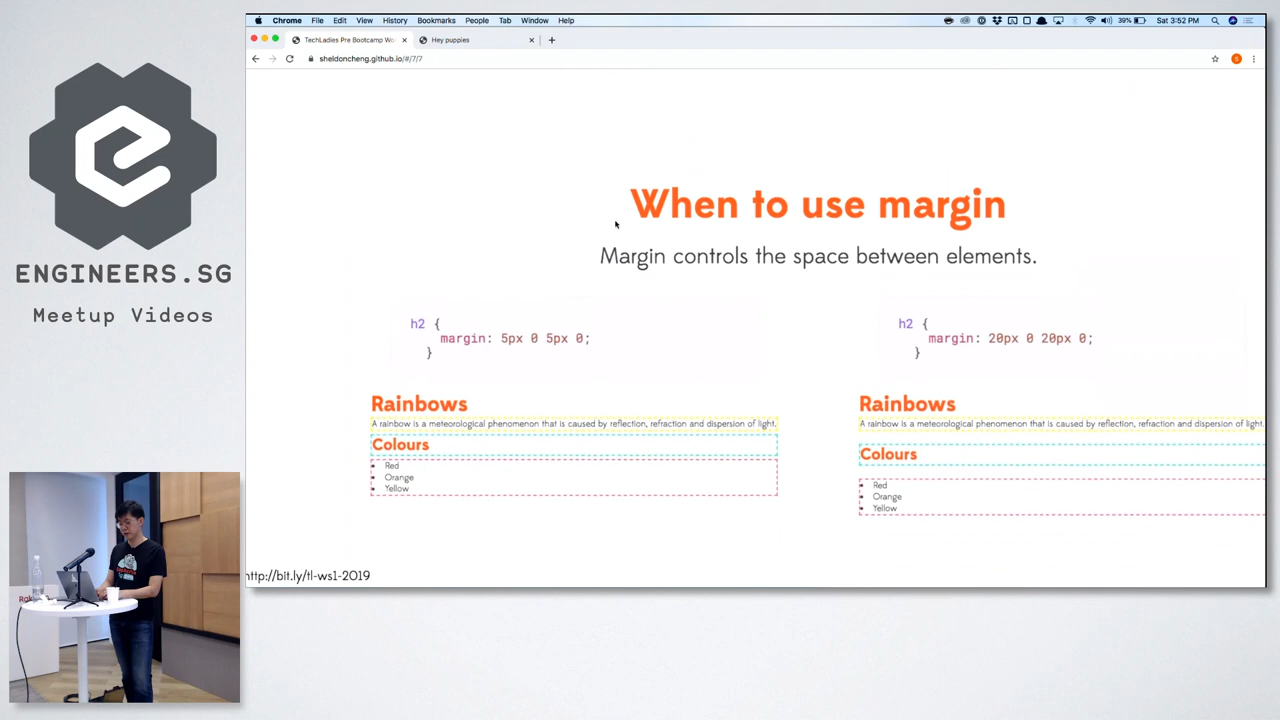 Chrome File Edit View History Bookmarks People Tab Window Help
39% Sat 3:52 PM
TechLadies Pre Bootcamp Wo
Hey puppies
sheldoncheng.github.io/#/7/7
S
ENGINEERS.SG
Meetup Videos
When to use margin
Margin controls the space between elements.
h2 {
margin: 5px 0 5px 0;
}
Rainbows
A rainbow is a meteorological phenomenon that is caused by reflection, refraction and dispersion of light.
Colours
Red
Orange
Yellow
h2 {
margin: 20px 0 20px 0;
}
Rainbows
A rainbow is a meteorological phenomenon that is caused by reflection, refraction and dispersion of light.
Colours
Red
Orange
Yellow
http://bit.ly/tl-ws1-2019